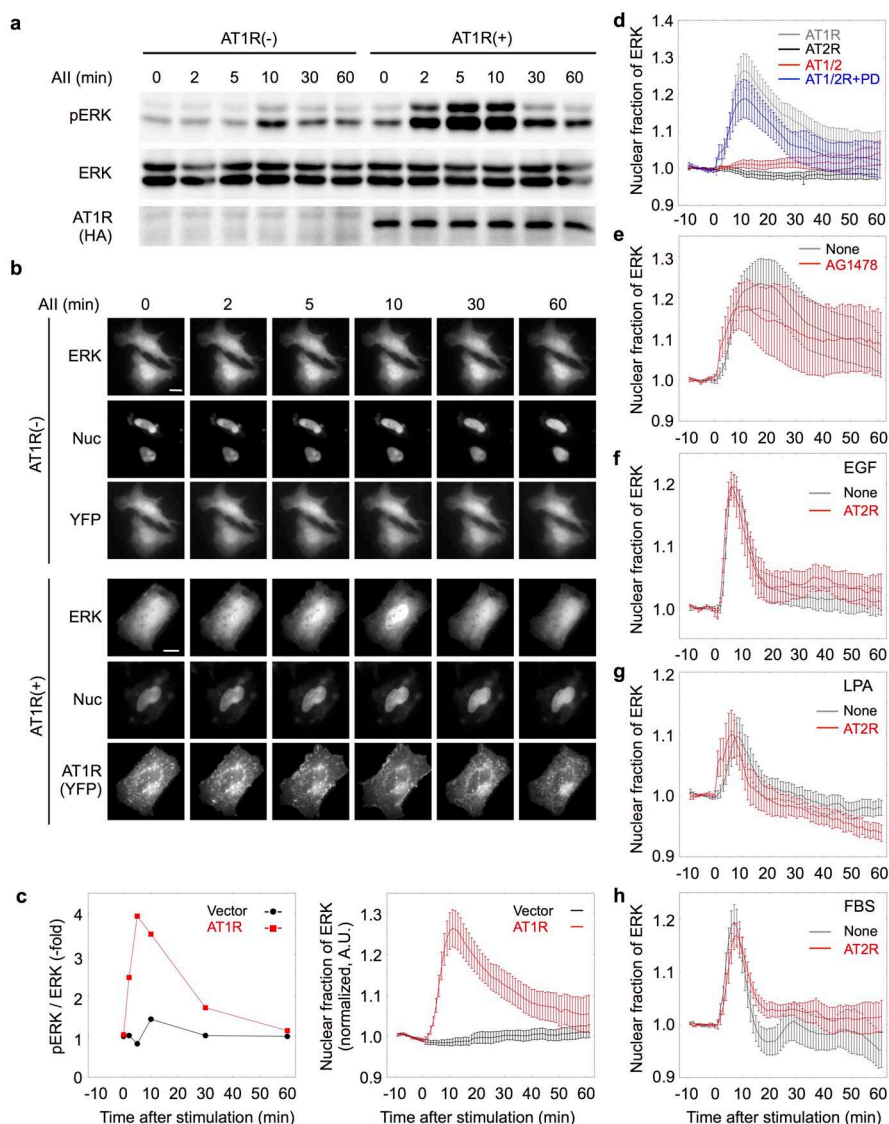 a
AT1R(-) AT1R(+)
AII (min) 0 2 5 10 30 60 0 2 5 10 30 60
pERK
ERK
AT1R
(HA)
b
AII (min) 0 2 5 10 30 60
AT1R(-)
ERK
Nuc
YFP
AT1R(+)
ERK
Nuc
AT1R
(YFP)
c
pERK / ERK (-fold)
5
4
3
2
1
0
Vector
AT1R
0 10 20 30 40 50 60
Time after stimulation (min)
Nuclear fraction of ERK
(normalized, A.U.)
1.3
1.2
1.1
1.0
0.9
Vector
AT1R
-10 0 10 20 30 40 50 60
Time after stimulation (min)
d
Nuclear fraction of ERK
1.4
1.3
1.2
1.1
1.0
0.9
AT1R
AT2R
AT1/2
AT1/2R+PD
-10 0 10 20 30 40 50 60
e
Nuclear fraction of ERK
1.3
1.2
1.1
1.0
0.9
None
AG1478
-10 0 10 20 30 40 50 60
f
Nuclear fraction of ERK
1.2
1.1
1.0
EGF
None
AT2R
-10 0 10 20 30 40 50 60
g
Nuclear fraction of ERK
1.2
1.1
1.0
0.9
LPA
None
AT2R
-10 0 10 20 30 40 50 60
h
Nuclear fraction of ERK
1.2
1.1
1.0
0.9
FBS
None
AT2R
-10 0 10 20 30 40 50 60
Time after stimulation (min)